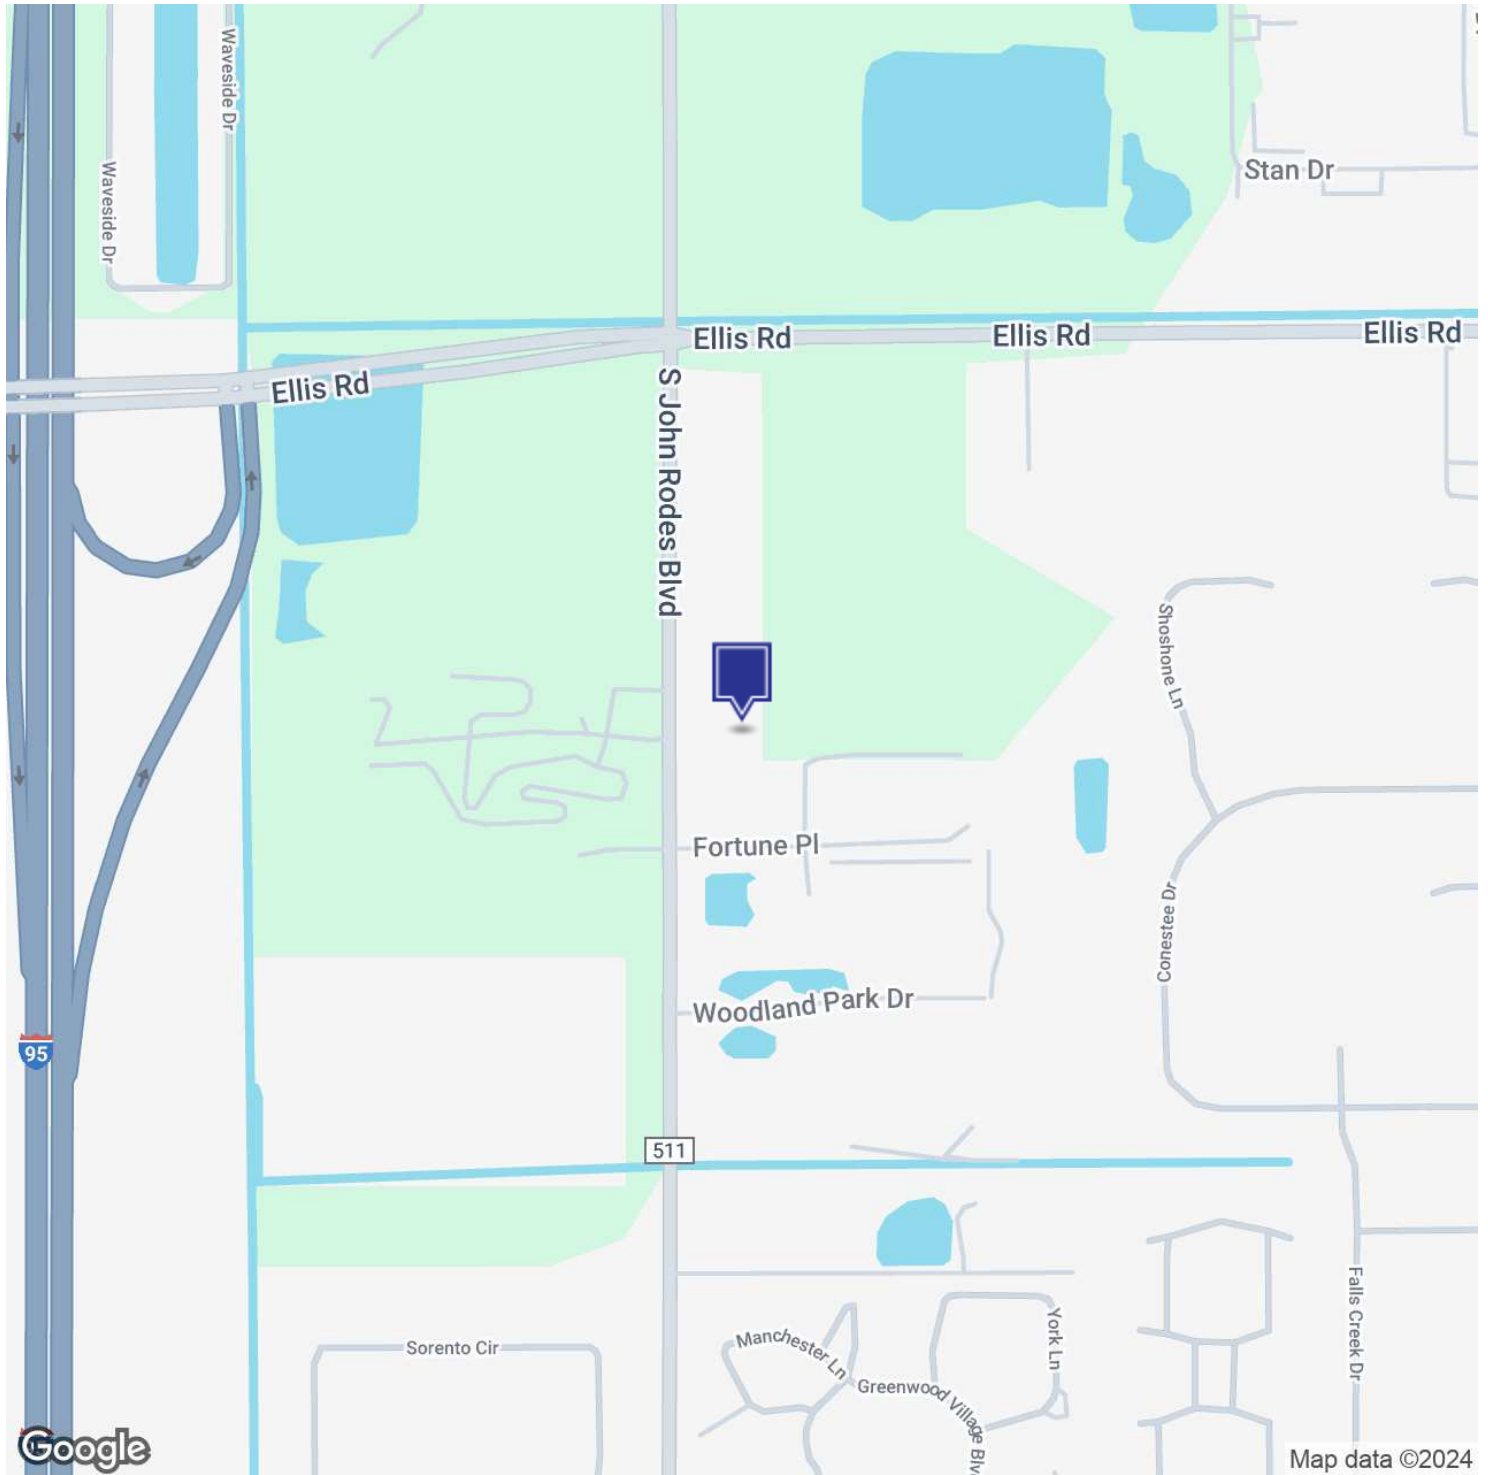 Waveside Dr
Waveside Dr
Stan Dr
Ellis Rd
Ellis Rd
Ellis Rd
Ellis Rd
S John Rodes Blvd
Shoshone Ln
Fortune Pl
Conestee Dr
Woodland Park Dr
95
511
Falls Creek Dr
York Ln
Manchester Ln
Sorento Cir
Greenwood Village Blv
Google
Map data ©2024